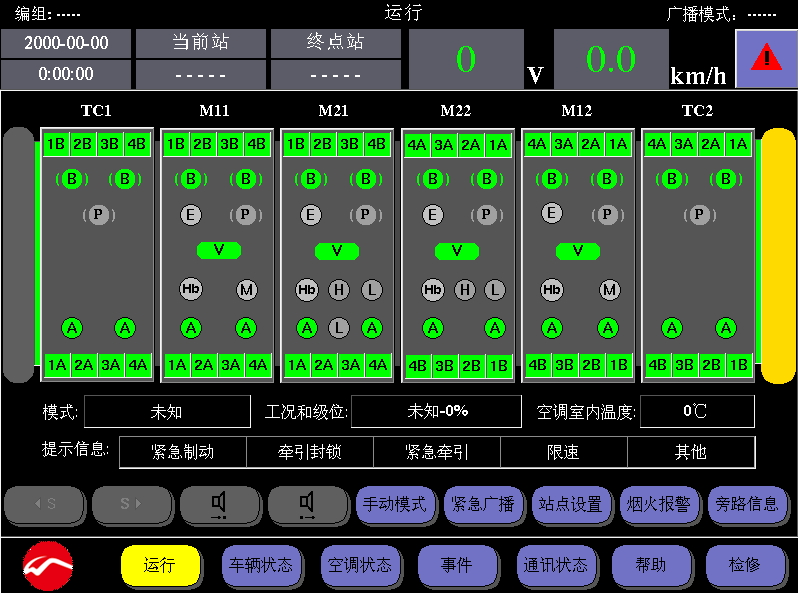 编组: -----
运行
广播模式: ------
2000-00-00
当前站
终点站
0
V
0.0
km/h
0:00:00
-----
-----
TC1 M11 M21 M22 M12 TC2
1B 2B 3B 4B 1B 2B 3B 4B 1B 2B 3B 4B 4A 3A 2A 1A 4A 3A 2A 1A 4A 3A 2A 1A
(B) (B) (B) (B) (B) (B) (B) (B) (B) (B) (B) (B)
(P) E (P) E (P) E (P) E (P) (P)
V V V V
Hb M Hb H L Hb H L Hb M
A A A A A L A A A A A A A
1A 2A 3A 4A 1A 2A 3A 4A 1A 2A 3A 4A 4B 3B 2B 1B 4B 3B 2B 1B 4B 3B 2B 1B
模式: 未知 工况和级位: 未知-0% 空调室内温度: 0℃
提示信息: 紧急制动 牵引封锁 紧急牵引 限速 其他
S S 手动模式 紧急广播 站点设置 烟火报警 旁路信息
运行 车辆状态 空调状态 事件 通讯状态 帮助 检修